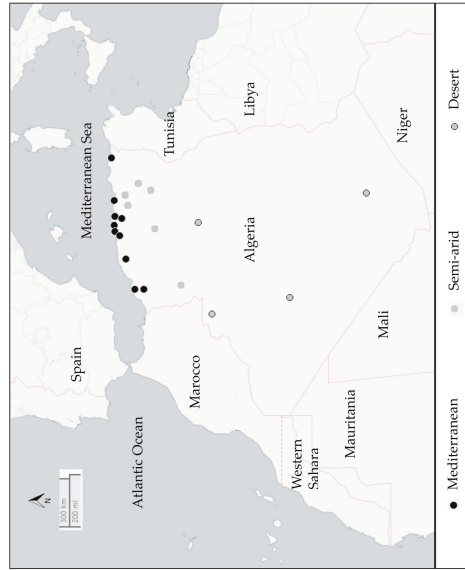 N
300 km
200 mi
Spain
Mediterranean Sea
Atlantic Ocean
Marocco
Tunisia
Algeria
Libya
Western
Sahara
Mauritania
Mali
Niger
Mediterranean
Semi-arid
Desert